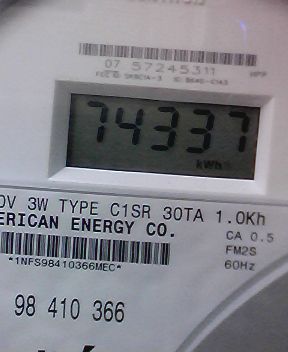 07 57245311
74337
kWh
0V 3W TYPE C1SR 30TA 1.0Kh
ERICAN ENERGY CO.
CA 0.5
FM2S
*1NFS98410366MEC*
60Hz
98 410 366